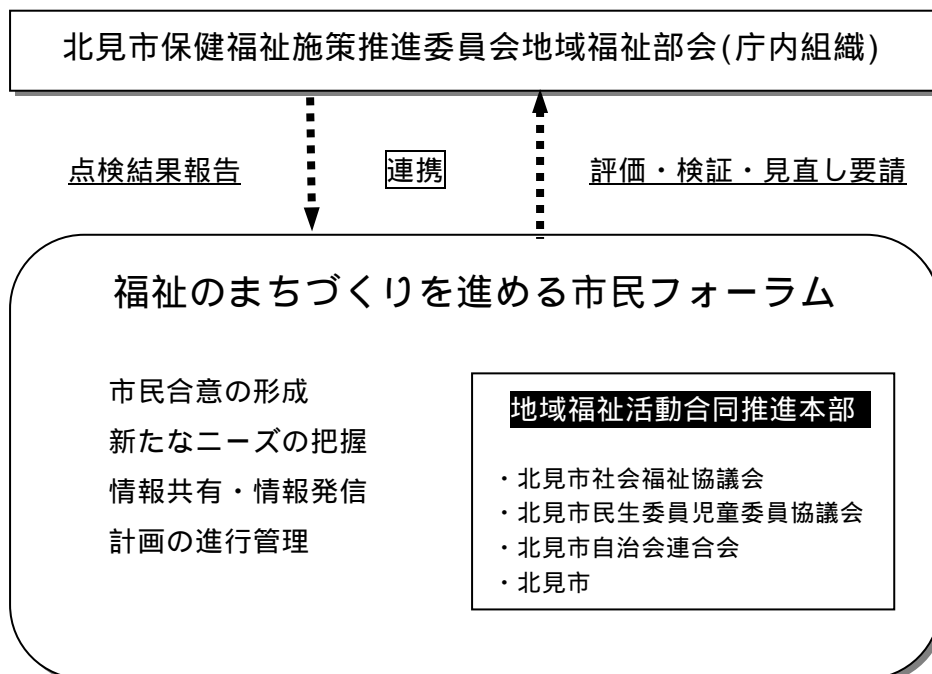 北見市保健福祉施策推進委員会地域福祉部会(庁内組織)
点検結果報告
連携
評価・検証・見直し要請
福祉のまちづくりを進める市民フォーラム
市民合意の形成
新たなニーズの把握
情報共有・情報発信
計画の進行管理
地域福祉活動合同推進本部
・北見市社会福祉協議会
・北見市民生委員児童委員協議会
・北見市自治会連合会
・北見市